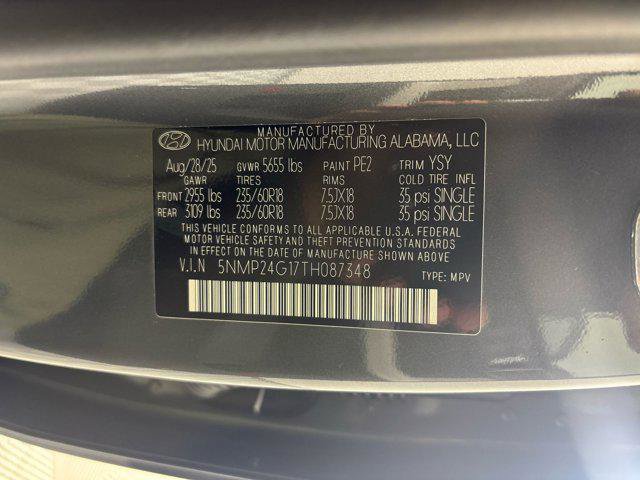 MANUFACTURED BY
HYUNDAI MOTOR MANUFACTURING ALABAMA, LLC
Aug/28/25 GVWR 5655 lbs PAINT PE2 TRIM YSY
GAWR TIRES RIMS COLD TIRE INFL
FRONT 2955 lbs 235/60R18 7.5JX18 35 psi SINGLE
REAR 3109 lbs 235/60R18 7.5JX18 35 psi SINGLE
THIS VEHICLE CONFORMS TO ALL APPLICABLE U.S.A. FEDERAL
MOTOR VEHICLE SAFETY AND THEFT PREVENTION STANDARDS
IN EFFECT ON THE DATE OF MANUFACTURE SHOWN ABOVE.
V.I.N 5NMP24G17TH087348
TYPE: MPV